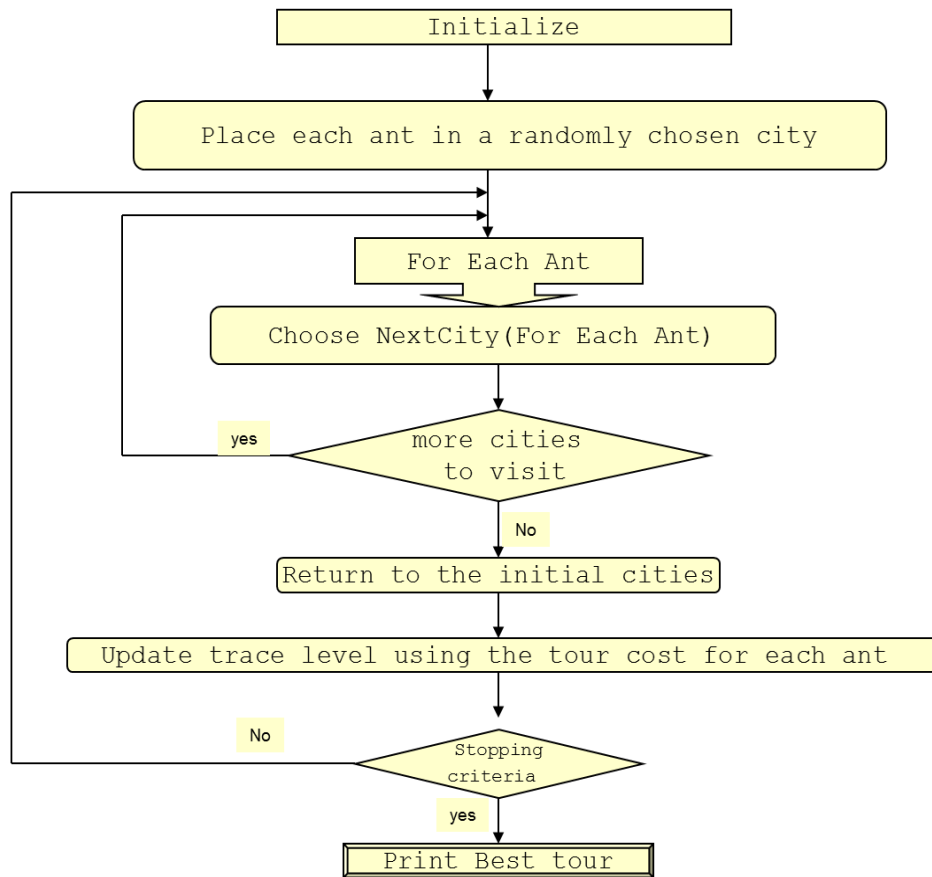 Initialize
Place each ant in a randomly chosen city
For Each Ant
Choose NextCity(For Each Ant)
more cities
to visit
yes
No
Return to the initial cities
Update trace level using the tour cost for each ant
No
Stopping
criteria
yes
Print Best tour